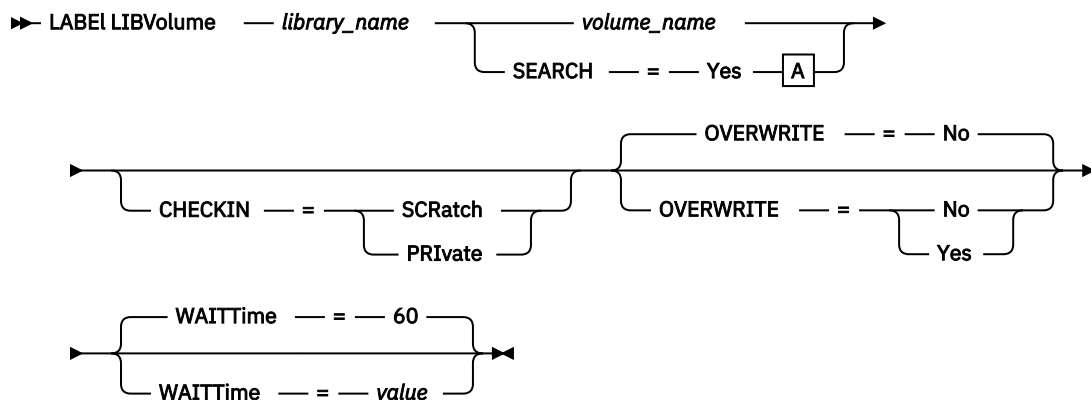 LABEl LIBVolume library_name volume_name
SEARCH = Yes A
OVERWRITE = No
CHECKIN = SCRatch
PRIvate
OVERWRITE = No
Yes
WAITTime = 60
WAITTime = value